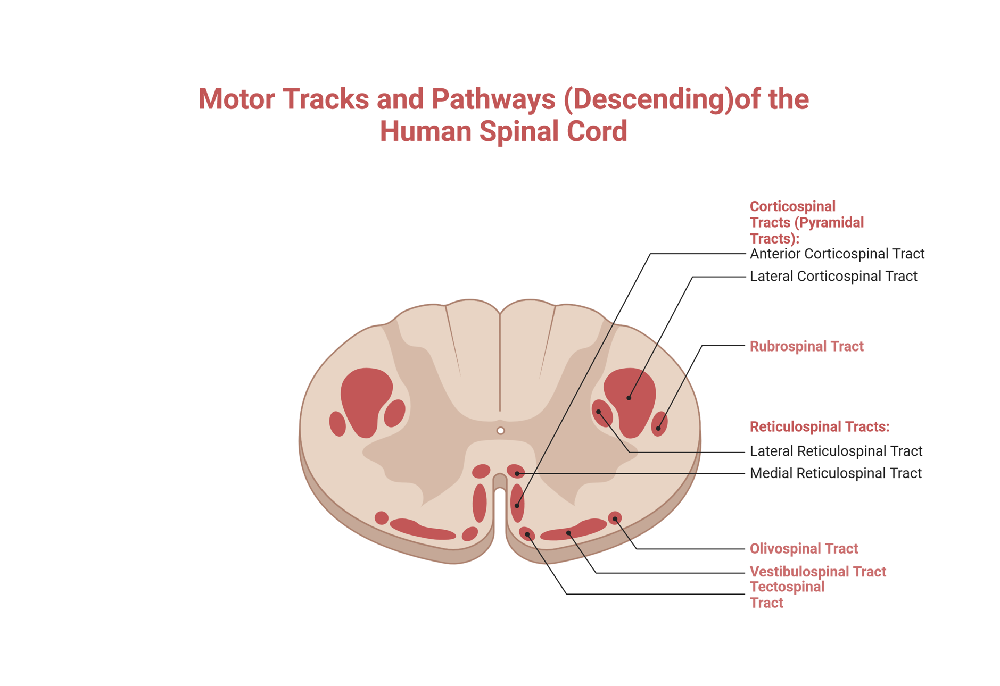 Motor Tracks and Pathways (Descending)of the
Human Spinal Cord
Corticospinal
Tracts (Pyramidal
Tracts):
Anterior Corticospinal Tract
Lateral Corticospinal Tract
Rubrospinal Tract
Reticulospinal Tracts:
Lateral Reticulospinal Tract
Medial Reticulospinal Tract
Olivospinal Tract
Vestibulospinal Tract
Tectospinal
Tract